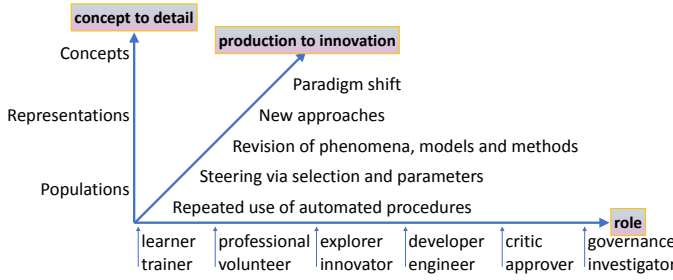 concept to detail
production to innovation
Concepts
Paradigm shift
Representations
New approaches
Revision of phenomena, models and methods
Steering via selection and parameters
Populations
Repeated use of automated procedures
role
learner professional explorer developer critic governance
trainer volunteer innovator engineer approver investigator